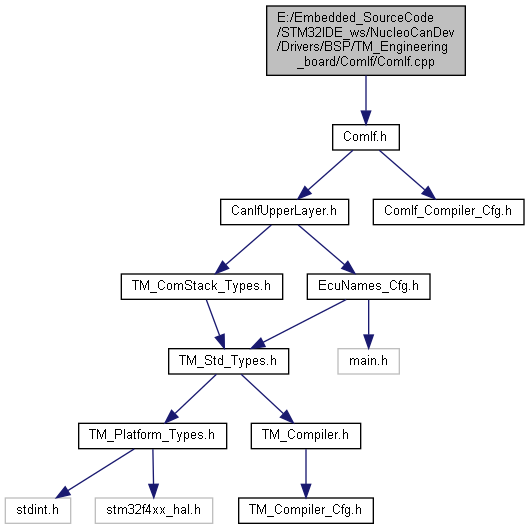 E:/Embedded_SourceCode
/STM32IDE_ws/NucleoCanDev
/Drivers/BSP/TM_Engineering
_board/ComIf/ComIf.cpp
ComIf.h
CanIfUpperLayer.h
ComIf_Compiler_Cfg.h
TM_ComStack_Types.h
EcuNames_Cfg.h
TM_Std_Types.h
main.h
TM_Platform_Types.h
TM_Compiler.h
stdint.h
stm32f4xx_hal.h
TM_Compiler_Cfg.h